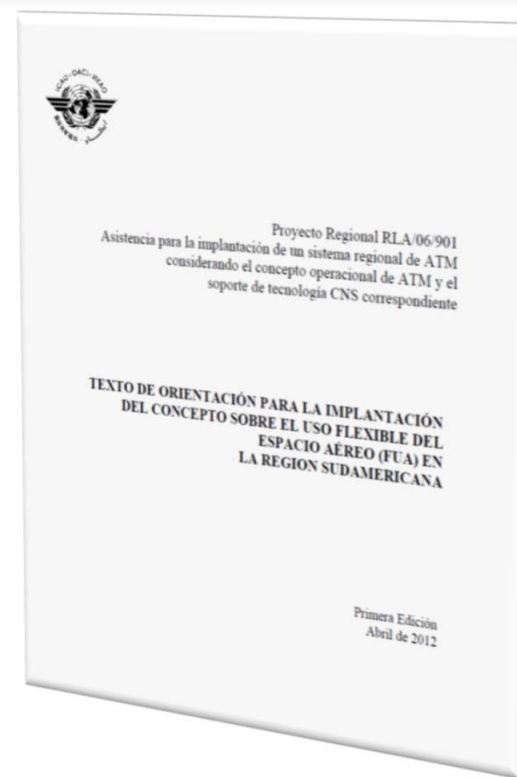 Proyecto Regional RLA/06/901
Asistencia para la implantación de un sistema regional de ATM
considerando el concepto operacional de ATM y el
soporte de tecnología CNS correspondiente
TEXTO DE ORIENTACIÓN PARA LA IMPLANTACIÓN
DEL CONCEPTO SOBRE EL USO FLEXIBLE DEL
ESPACIO AÉREO (FUA) EN
LA REGION SUDAMERICANA
Primera Edición
Abril de 2012